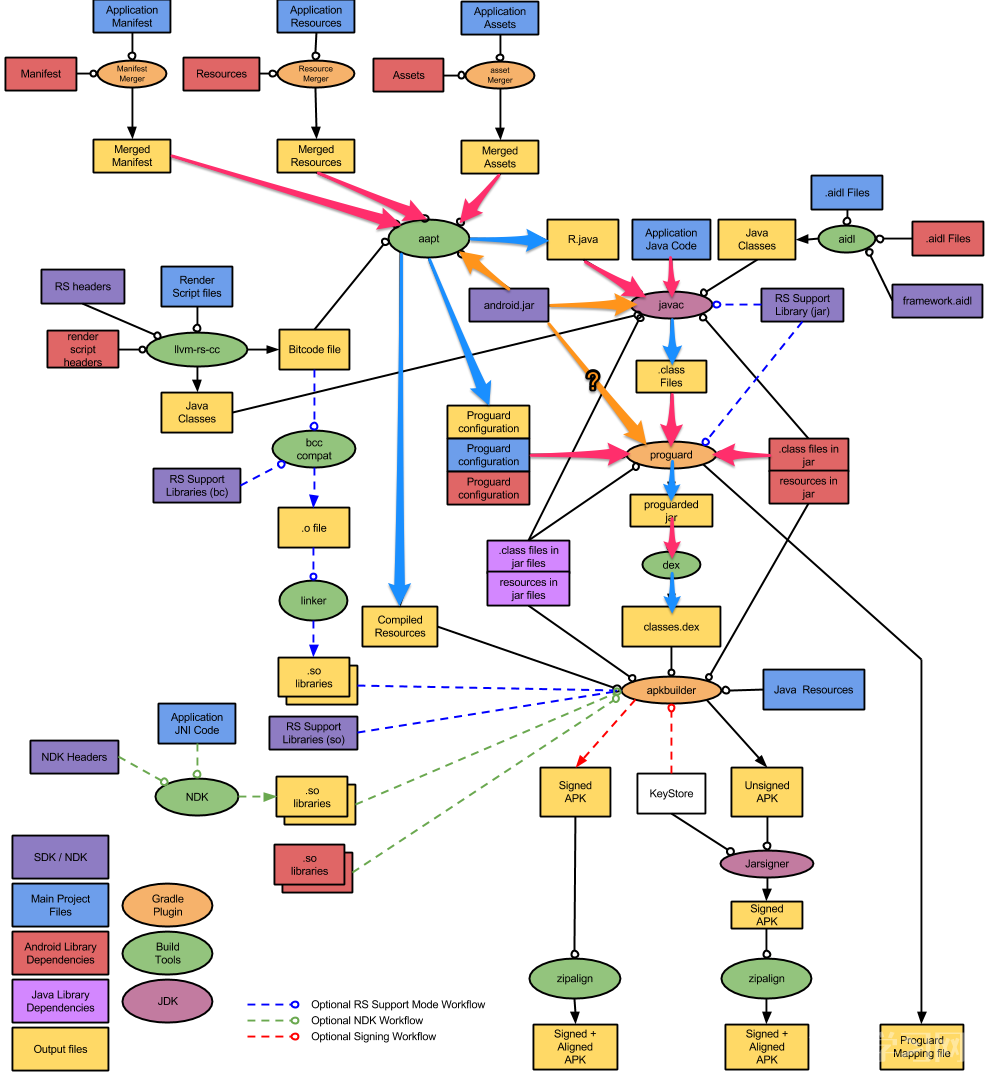 Application
Manifest
Application
Resources
Application
Assets
Manifest
Manifest
Merger
Resources
Resource
Merger
Assets
asset
Merger
Merged
Manifest
Merged
Resources
Merged
Assets
.aidl Files
aapt
R.java
Application
Java Code
Java
Classes
aidl
.aidl Files
RS headers
Render
Script files
android.jar
javac
RS Support
Library (jar)
framework.aidl
render
script
headers
llvm-rs-cc
Bitcode file
.class
Files
?
Java
Classes
Proguard
configuration
Proguard
configuration
Proguard
configuration
bcc
compat
proguard
.class files in
jar
resources in
jar
RS Support
Libraries (bc)
.o file
proguarded
jar
.class files in
jar files
resources in
jar files
dex
linker
Compiled
Resources
classes.dex
.so
libraries
apkbuilder
Java Resources
Application
JNI Code
RS Support
Libraries (so)
NDK Headers
NDK
.so
libraries
Signed
APK
KeyStore
Unsigned
APK
.so
libraries
Jarsigner
Signed
APK
zipalign
zipalign
Signed +
Aligned
APK
Signed +
Aligned
APK
Proguard
Mapping file
SDK / NDK
Main Project
Files
Gradle
Plugin
Android Library
Dependencies
Build
Tools
Java Library
Dependencies
JDK
Output files
Optional RS Support Mode Workflow
Optional NDK Workflow
Optional Signing Workflow